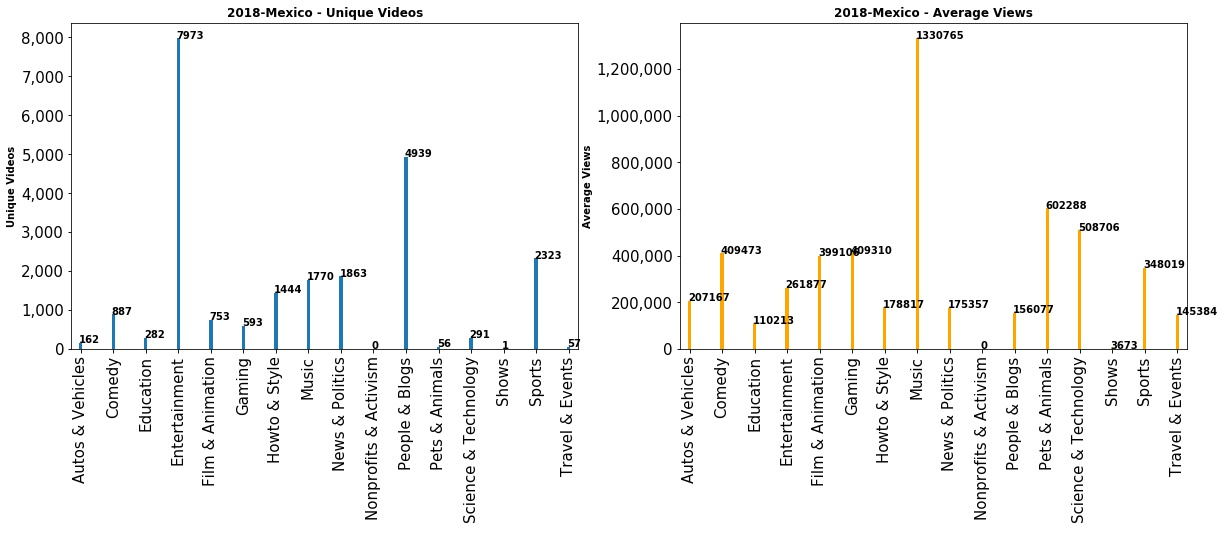 2018-Mexico - Unique Videos
Unique Videos
8,000
7,000
6,000
5,000
4,000
3,000
2,000
1,000
0
162
887
282
7973
753
593
1444
1770
1863
0
4939
56
291
1
2323
57
Autos & Vehicles
Comedy
Education
Entertainment
Film & Animation
Gaming
Howto & Style
Music
News & Politics
Nonprofits & Activism
People & Blogs
Pets & Animals
Science & Technology
Shows
Sports
Travel & Events
2018-Mexico - Average Views
Average Views
1,200,000
1,000,000
800,000
600,000
400,000
200,000
0
207167
409473
110213
261877
399106
409310
178817
1330765
175357
0
156077
602288
508706
3673
348019
145384
Autos & Vehicles
Comedy
Education
Entertainment
Film & Animation
Gaming
Howto & Style
Music
News & Politics
Nonprofits & Activism
People & Blogs
Pets & Animals
Science & Technology
Shows
Sports
Travel & Events